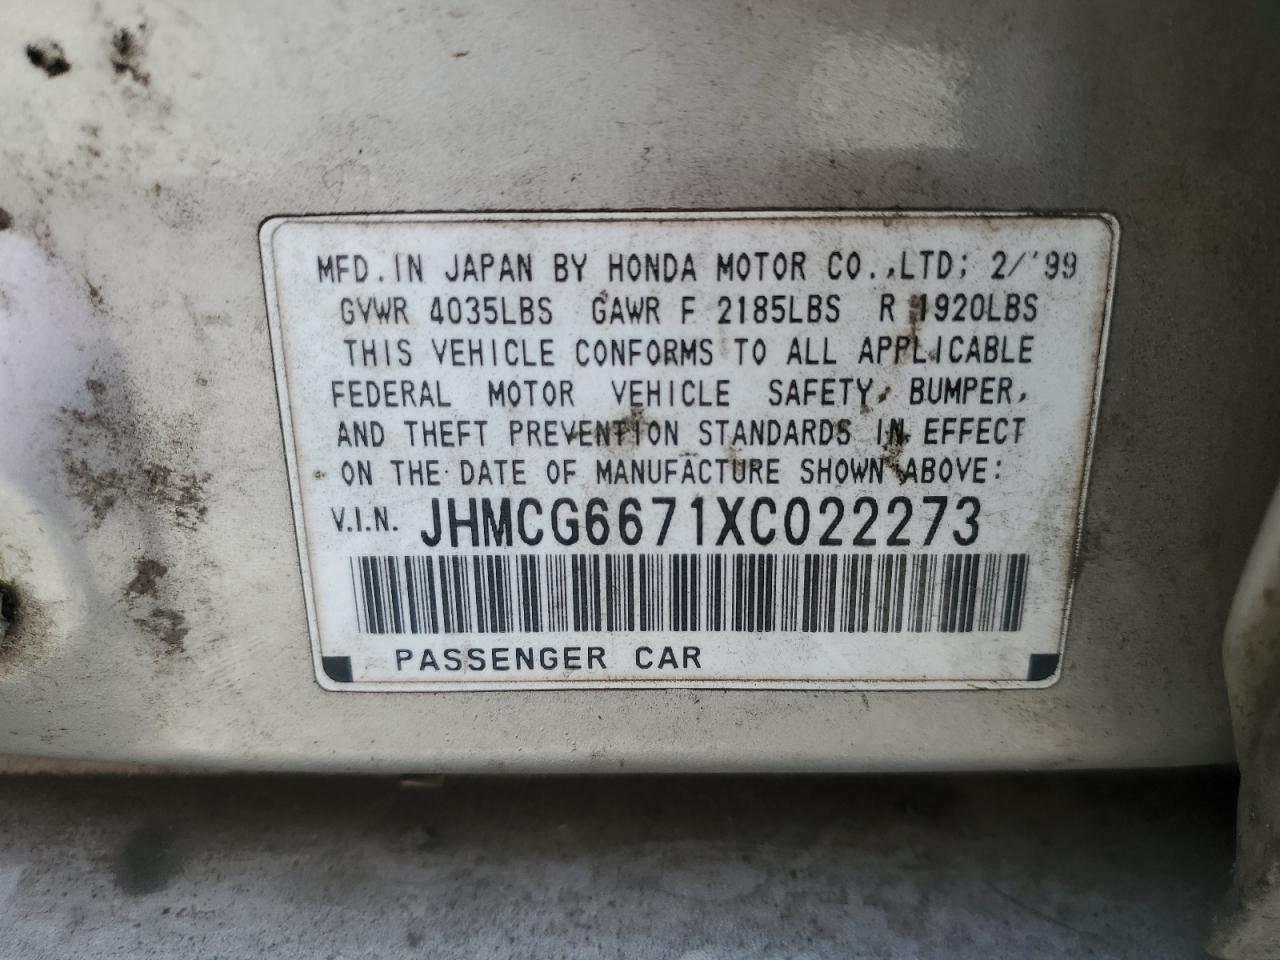 MFD.IN JAPAN BY HONDA MOTOR CO.,LTD; 2/'99
GVWR 4035LBS GAWR F 2185LBS R 1920LBS
THIS VEHICLE CONFORMS TO ALL APPLICABLE
FEDERAL MOTOR VEHICLE SAFETY, BUMPER,
AND THEFT PREVENTION STANDARDS IN EFFECT
ON THE DATE OF MANUFACTURE SHOWN ABOVE:
V.I.N. JHMCG6671XC022273
PASSENGER CAR